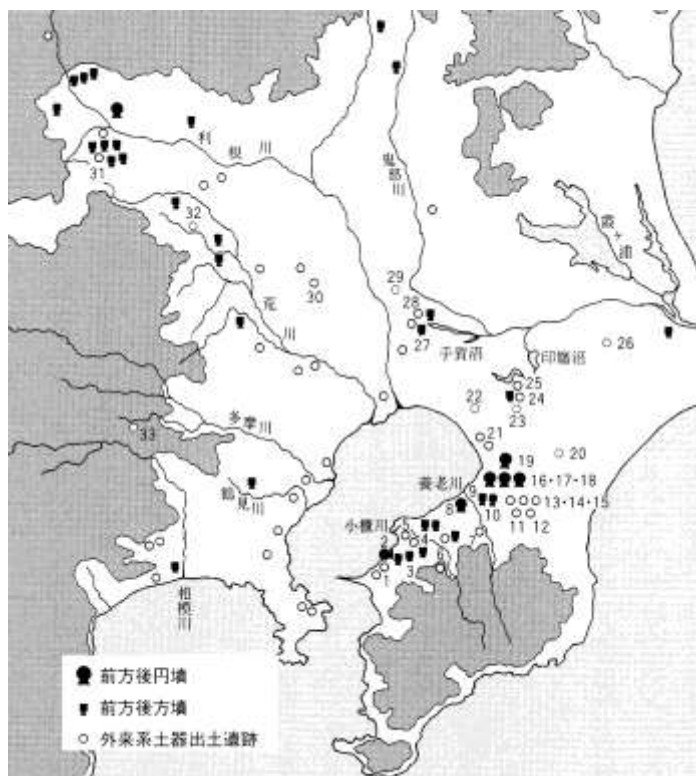 利
根
川
鬼怒川
霞ヶ浦
31
32
29
30
荒
川
28
27
手賀沼
印旛沼
26
25
24
22
23
33
多摩川
21
20
19
養老川
16・17・18
鶴見川
9
8
10
13・14・15
小櫃川
11
12
5
4
7
2
3
6
1
相模川
前方後円墳
前方後方墳
外来系土器出土遺跡